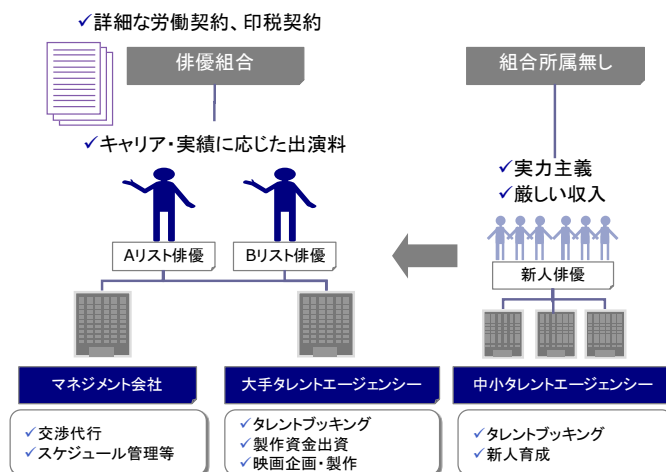 ✓詳細な労働契約、印税契約
俳優組合
組合所属無し
✓キャリア・実績に応じた出演料
✓実力主義
✓厳しい収入
Aリスト俳優
Bリスト俳優
新人俳優
マネジメント会社
大手タレントエージェンシー
中小タレントエージェンシー
✓交渉代行
✓スケジュール管理等
✓タレントブッキング
✓製作資金出資
✓映画企画・製作
✓タレントブッキング
✓新人育成